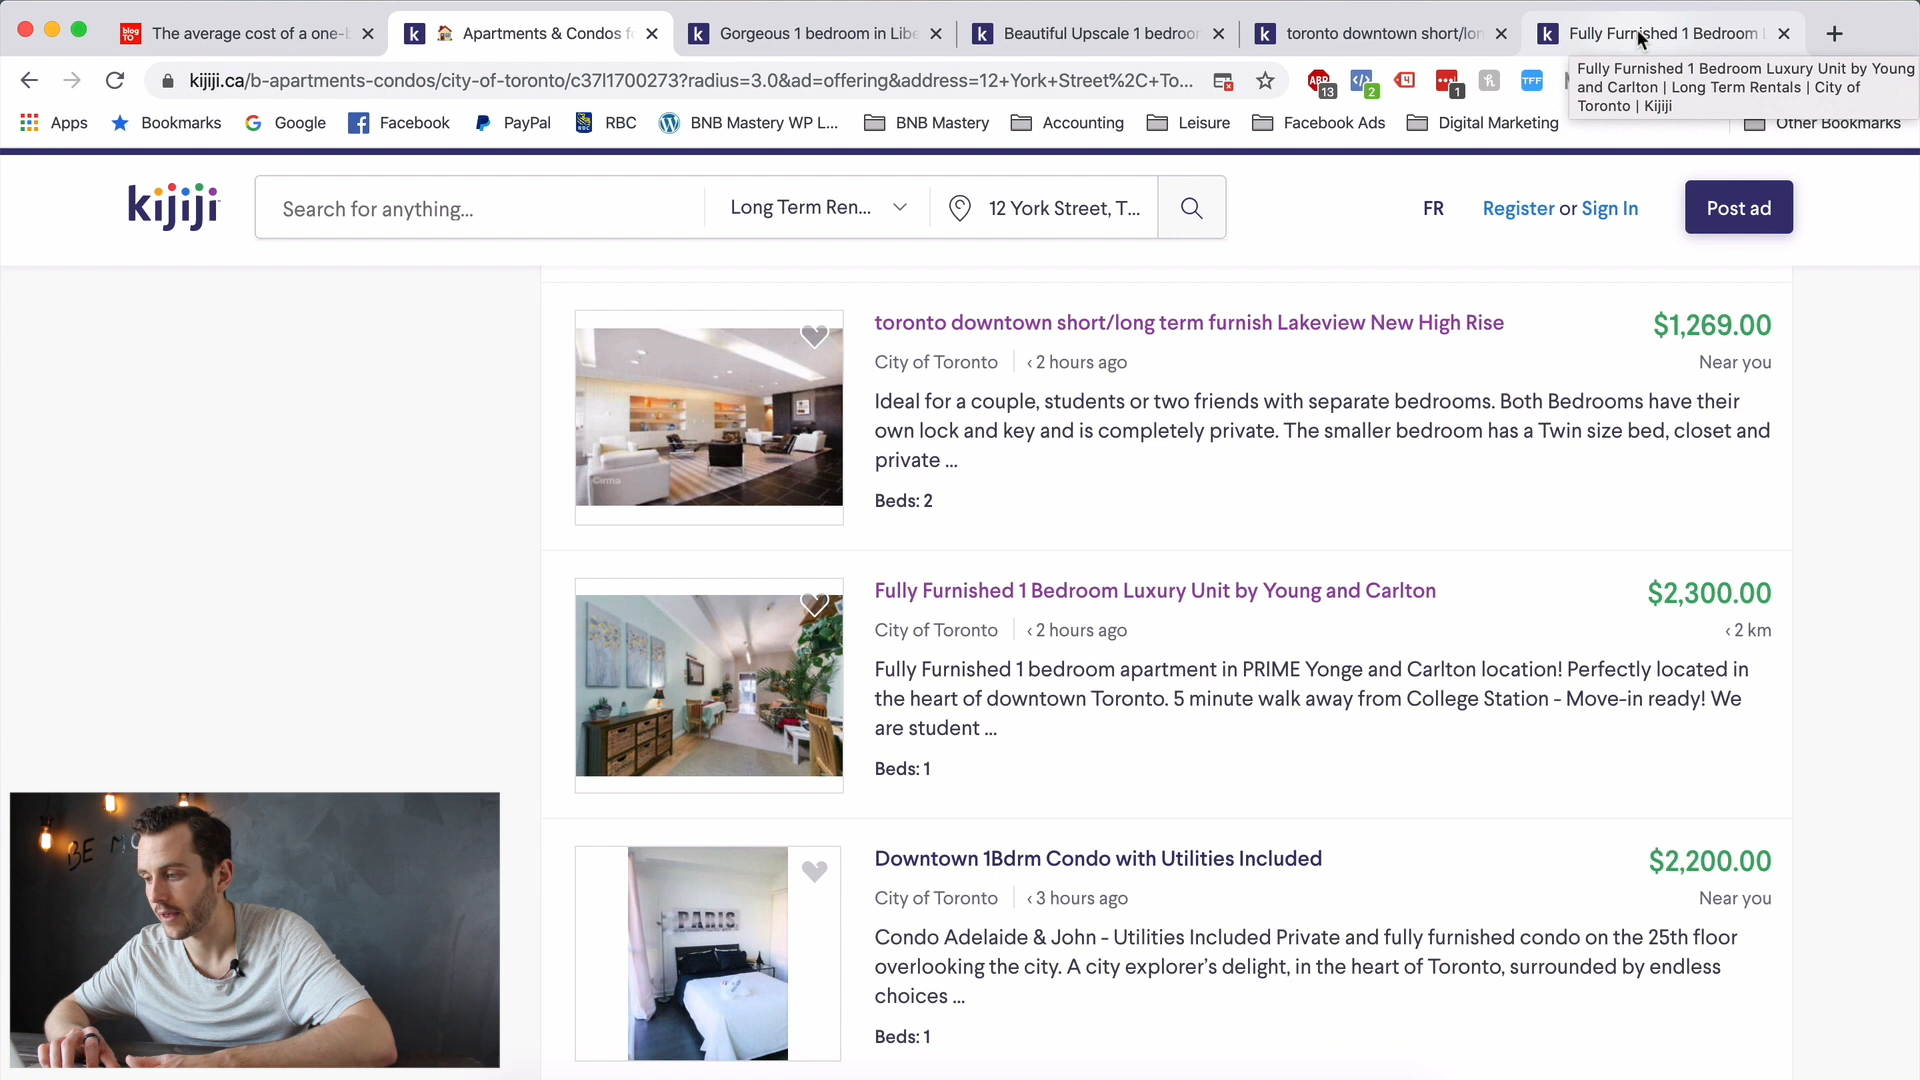 The average cost of a one-b
Apartments & Condos f
Gorgeous 1 bedroom in Libe
Beautiful Upscale 1 bedroor
toronto downtown short/lon
Fully Furnished 1 Bedroom L
kijiji.ca/b-apartments-condos/city-of-toronto/c37l1700273?radius=3.0&ad=offering&address=12+York+Street%2C+To...
ABP 13
2
1
TFF
Fully Furnished 1 Bedroom Luxury Unit by Young
and Carlton | Long Term Rentals | City of
Toronto | Kijiji
Apps
Bookmarks
Google
Facebook
PayPal
RBC
BNB Mastery WP L...
BNB Mastery
Accounting
Leisure
Facebook Ads
Digital Marketing
Other Bookmarks
kijiji
Search for anything...
Long Term Ren...
12 York Street, T...
FR
Register or Sign In
Post ad
toronto downtown short/long term furnish Lakeview New High Rise
$1,269.00
City of Toronto
< 2 hours ago
Near you
Ideal for a couple, students or two friends with separate bedrooms. Both Bedrooms have their
own lock and key and is completely private. The smaller bedroom has a Twin size bed, closet and
private ...
Beds: 2
Fully Furnished 1 Bedroom Luxury Unit by Young and Carlton
$2,300.00
City of Toronto
< 2 hours ago
< 2 km
Fully Furnished 1 bedroom apartment in PRIME Yonge and Carlton location! Perfectly located in
the heart of downtown Toronto. 5 minute walk away from College Station - Move-in ready! We
are student ...
Beds: 1
Downtown 1Bdrm Condo with Utilities Included
$2,200.00
City of Toronto
< 3 hours ago
Near you
PARIS
Condo Adelaide & John - Utilities Included Private and fully furnished condo on the 25th floor
overlooking the city. A city explorer's delight, in the heart of Toronto, surrounded by endless
choices ...
Beds: 1
BE MO